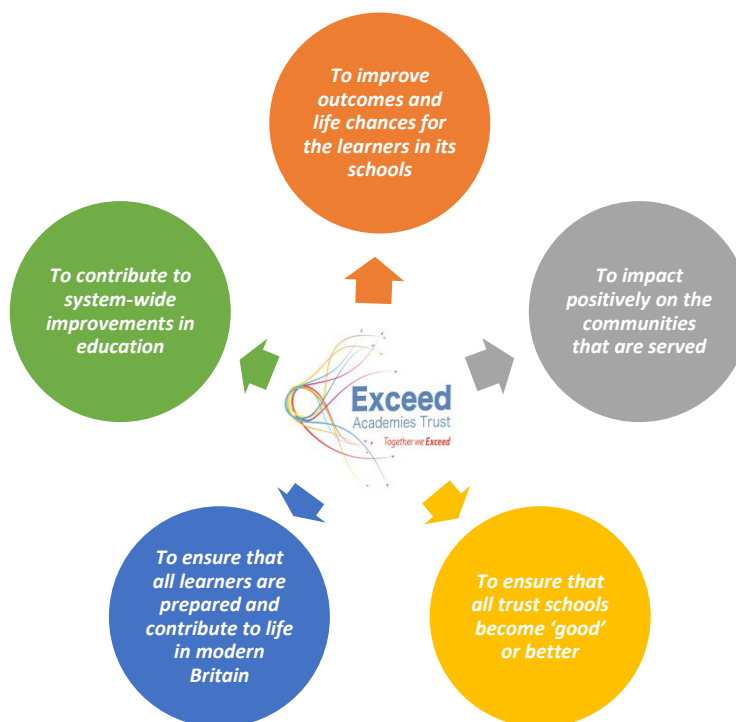 To improve
outcomes and
life chances for
the learners in its
schools
To contribute to
system-wide
improvements in
education
To impact
positively on the
communities
that are served
Exceed
Academies Trust
Together we Exceed
To ensure that
all learners are
prepared and
contribute to life
in modern
Britain
To ensure that
all trust schools
become ‘good’
or better